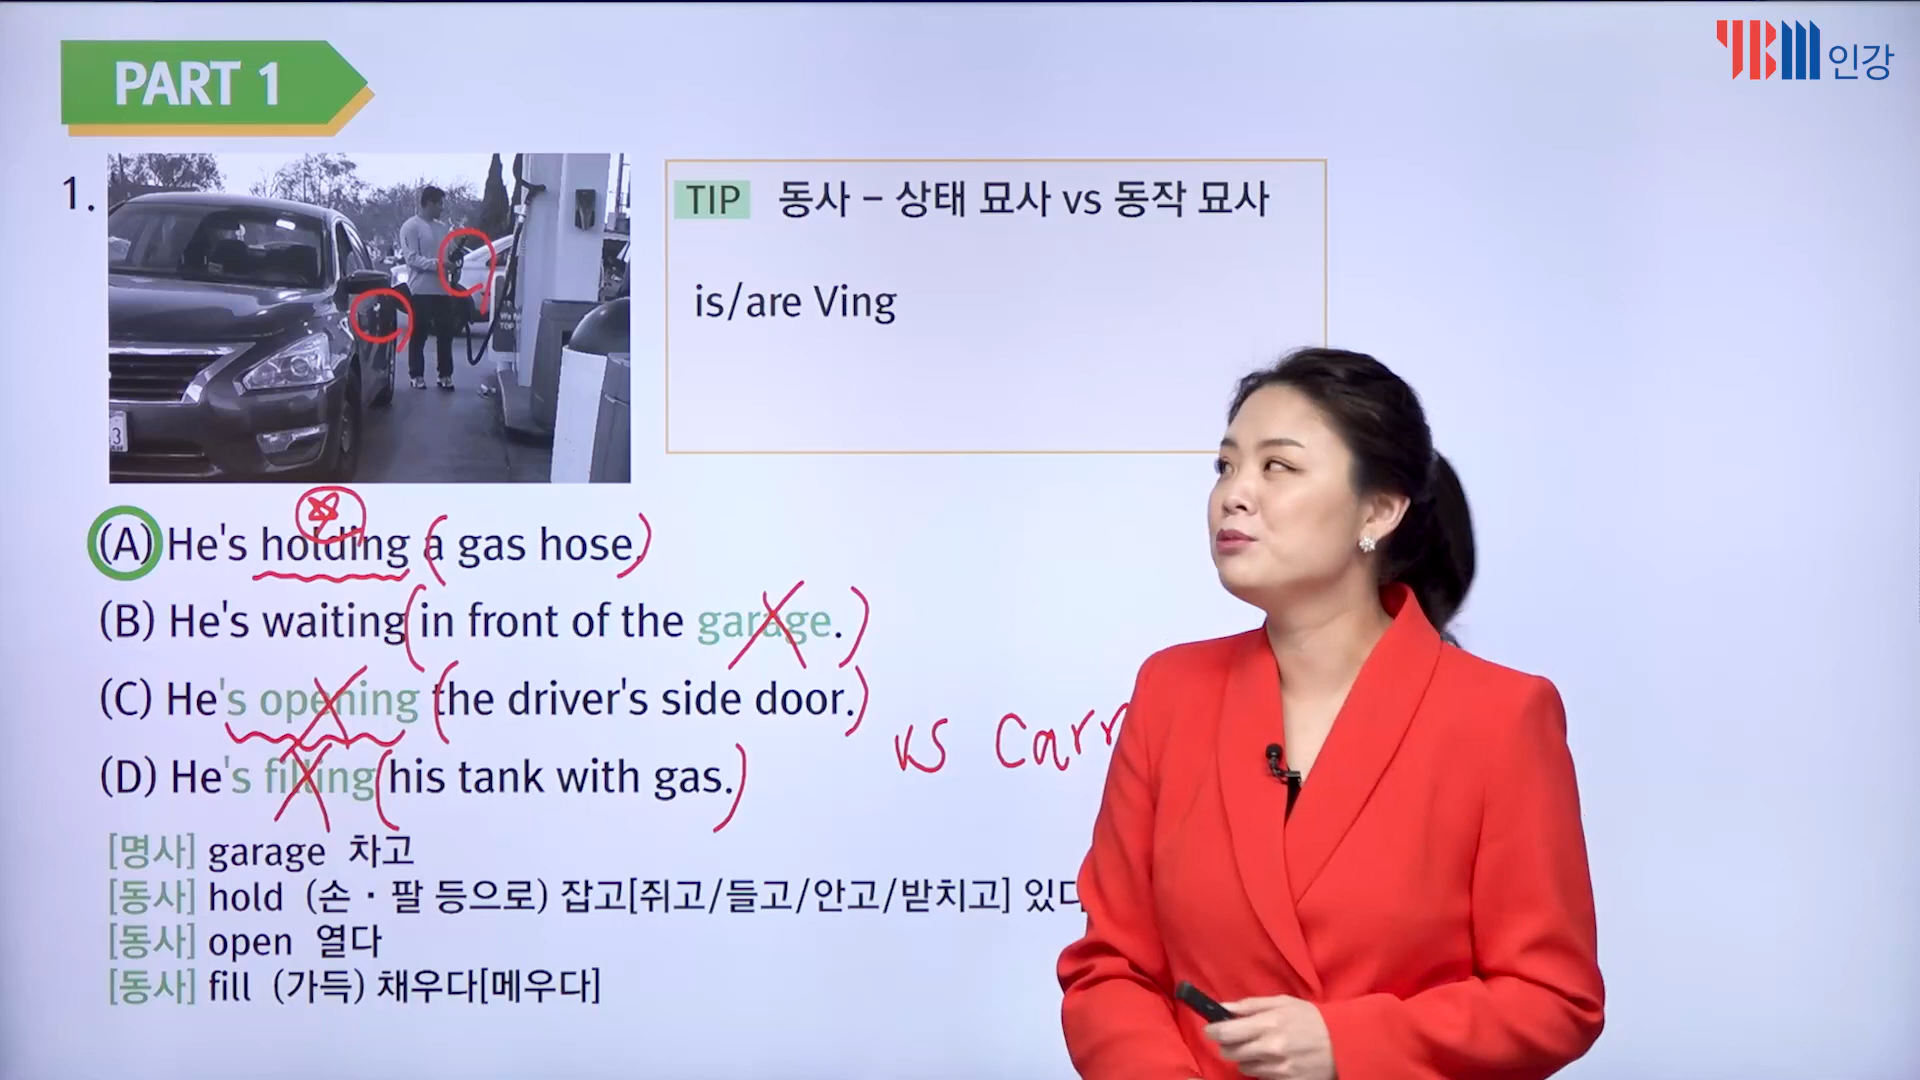 PART 1
YBM 인강
1.
TIP 동사 – 상태 묘사 vs 동작 묘사
is/are Ving
(A) He's holding a gas hose.
(B) He's waiting in front of the garage.
(C) He's opening the driver's side door.
(D) He's filling his tank with gas.
vs Carr
[명사] garage 차고
[동사] hold (손 · 팔 등으로) 잡고[쥐고/들고/안고/받치고] 있다
[동사] open 열다
[동사] fill (가득) 채우다[메우다]